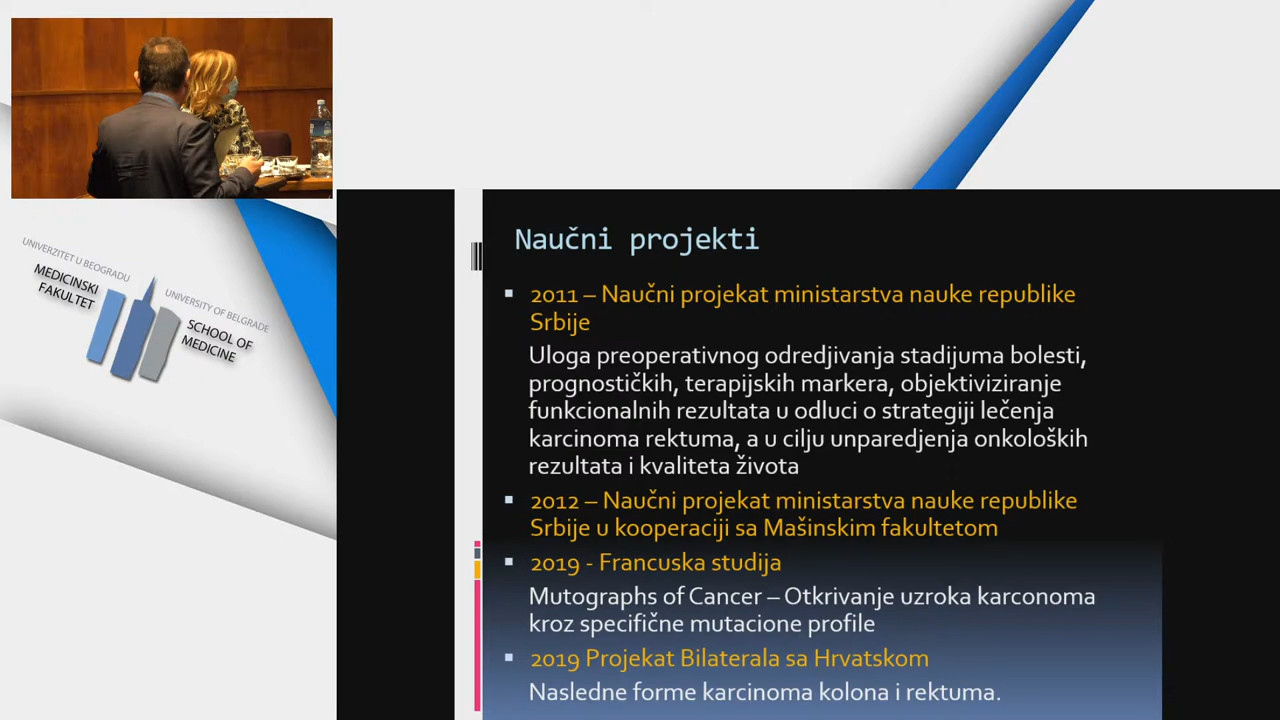 UNIVERZITET U BEOGRADU
MEDICINSKI
FAKULTET
UNIVERSITY OF BELGRADE
SCHOOL OF
MEDICINE
Naučni projekti
2011 – Naučni projekat ministarstva nauke republike
Srbije
Uloga preoperativnog odredjivanja stadijuma bolesti,
prognostičkih, terapijskih markera, objektiviziranje
funkcionalnih rezultata u odluci o strategiji lečenja
karcinoma rektuma, a u cilju unparedjenja onkoloških
rezultata i kvaliteta života
2012 – Naučni projekat ministarstva nauke republike
Srbije u kooperaciji sa Mašinskim fakultetom
2019 - Francuska studija
Mutographs of Cancer – Otkrivanje uzroka karconoma
kroz specifične mutacione profile
2019 Projekat Bilaterala sa Hrvatskom
Nasledne forme karcinoma kolona i rektuma.